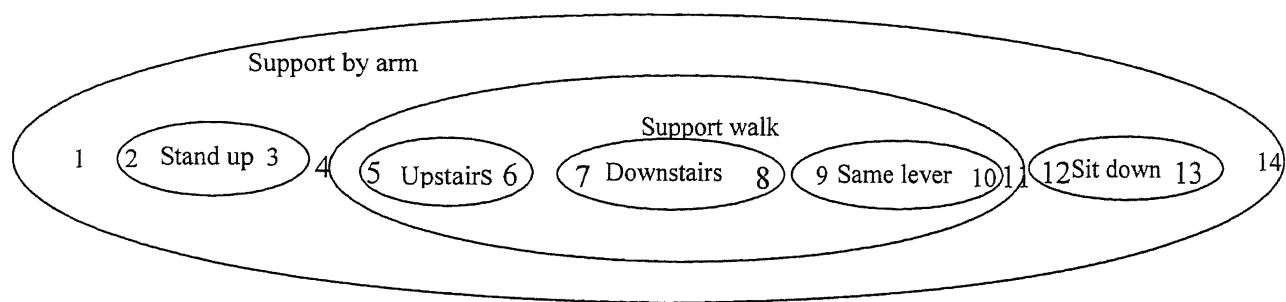 Support by arm
Support walk
1 2 Stand up 3 4 5 Upstairs 6 7 Downstairs 8 9 Same lever 10 11 12 Sit down 13 14